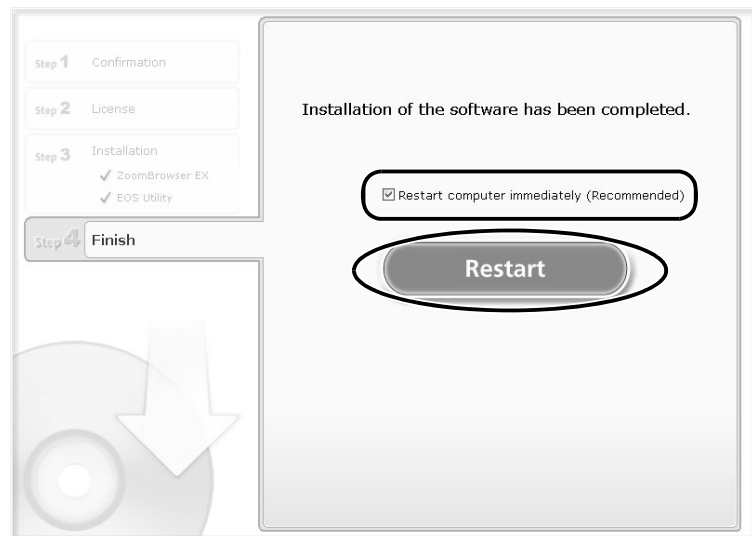 Step 1 Confirmation
Step 2 License
Step 3 Installation
ZoomBrowser EX
EOS Utility
Step 4 Finish
Installation of the software has been completed.
Restart computer immediately (Recommended)
Restart